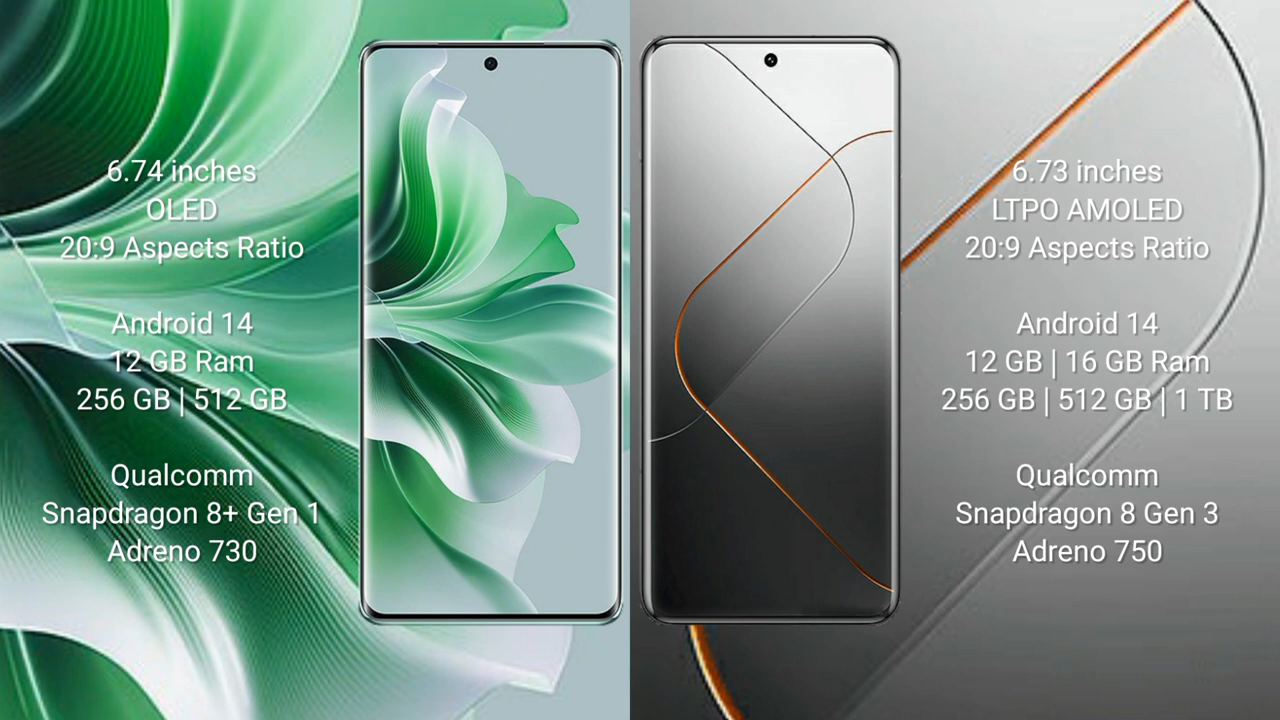 6.74 inches
OLED
20:9 Aspects Ratio
Android 14
12 GB Ram
256 GB | 512 GB
Qualcomm
Snapdragon 8+ Gen 1
Adreno 730
6.73 inches
LTPO AMOLED
20:9 Aspects Ratio
Android 14
12 GB | 16 GB Ram
256 GB | 512 GB | 1 TB
Qualcomm
Snapdragon 8 Gen 3
Adreno 750